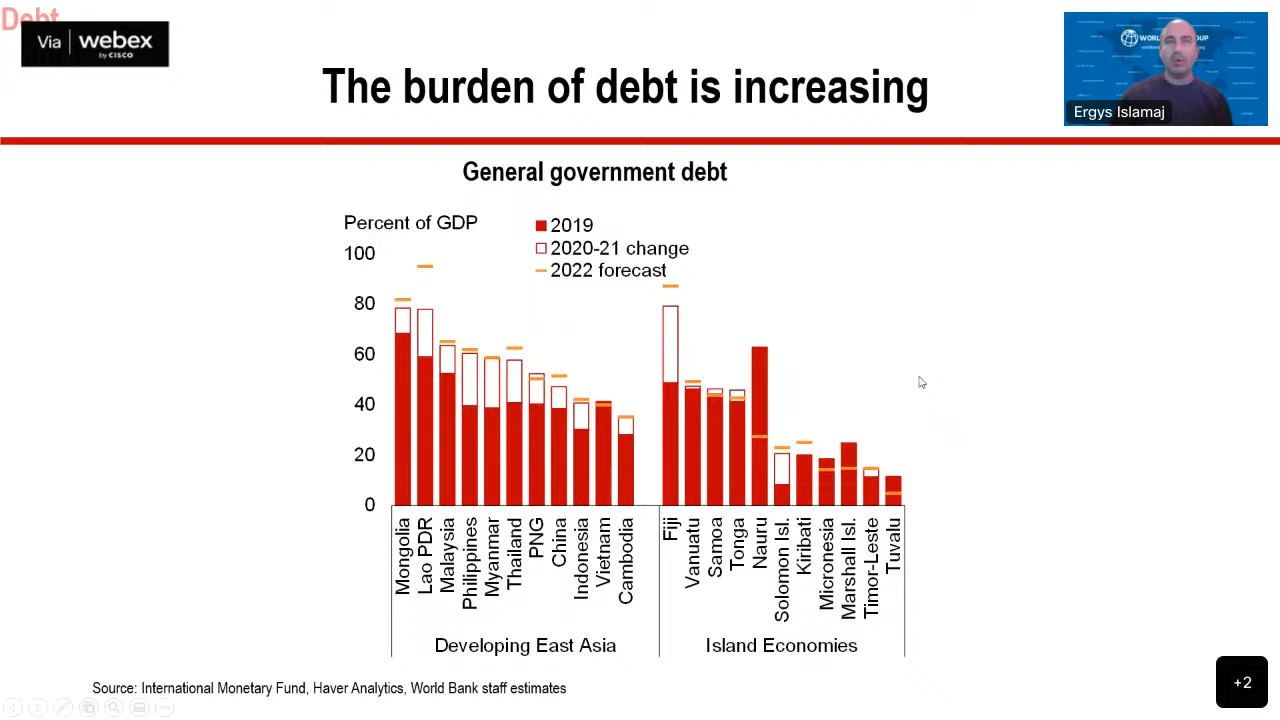 Debt
Via | webex
by CISCO
The burden of debt is increasing
WORLD BANK GROUP
Ergys Islamaj
General government debt
Percent of GDP
2019
2020-21 change
2022 forecast
100
80
60
40
20
0
Mongolia
Lao PDR
Malaysia
Philippines
Myanmar
Thailand
PNG
China
Indonesia
Vietnam
Cambodia
Fiji
Vanuatu
Samoa
Tonga
Nauru
Solomon Isl.
Kiribati
Micronesia
Marshall Isl.
Timor-Leste
Tuvalu
Developing East Asia
Island Economies
Source: International Monetary Fund, Haver Analytics, World Bank staff estimates
+2